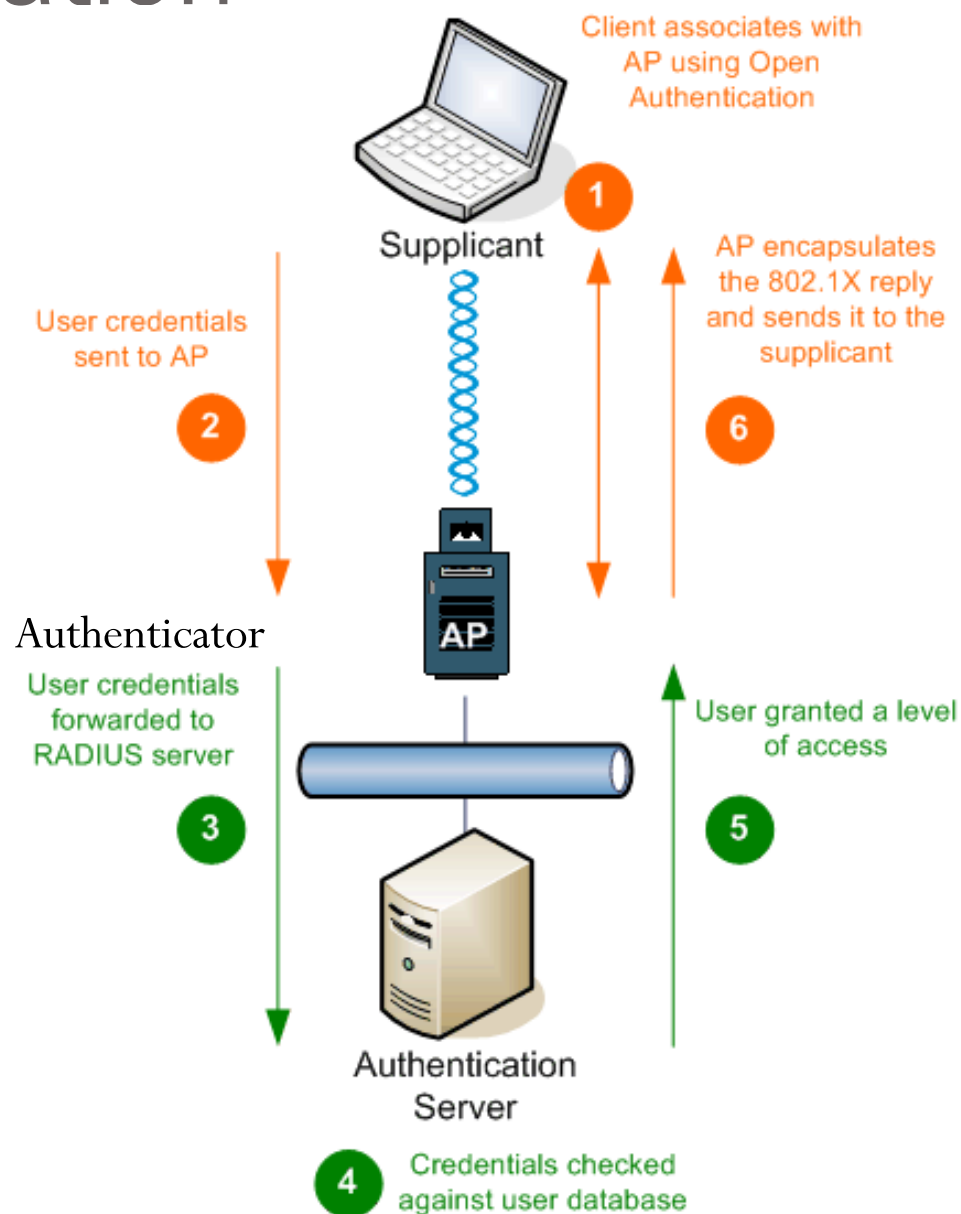 Client associates with
AP using Open
Authentication
1
Supplicant
User credentials
sent to AP
2
AP encapsulates
the 802.1X reply
and sends it to the
supplicant
6
AP
Authenticator
User credentials
forwarded to
RADIUS server
3
User granted a level
of access
5
Authentication
Server
4
Credentials checked
against user database